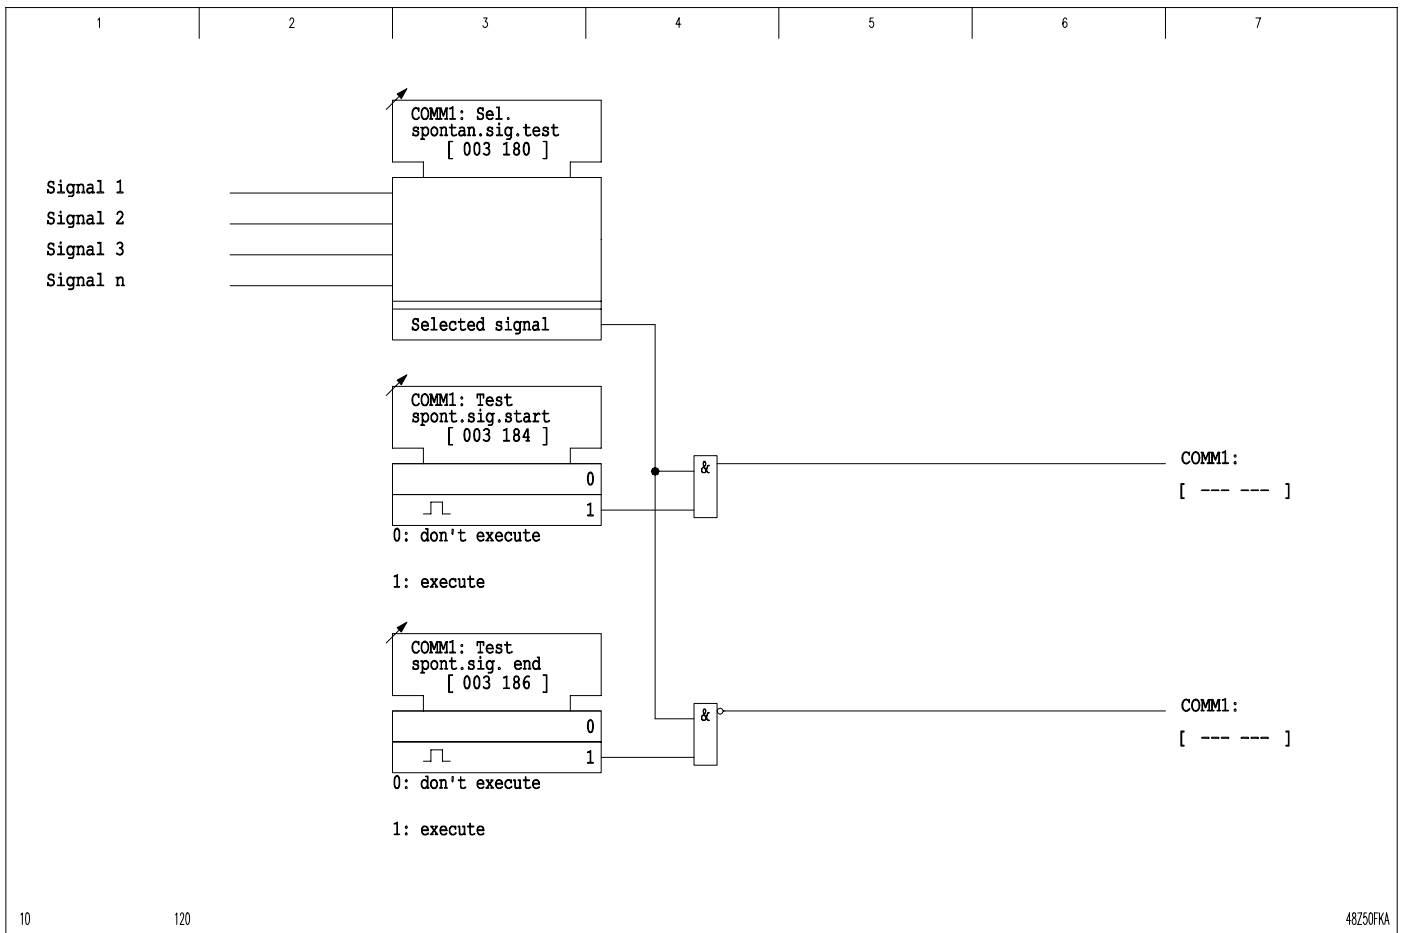 1 2 3 4 5 6 7
COMM1: Sel.
spontan.sig.test
[ 003 180 ]
Signal 1
Signal 2
Signal 3
Signal n
Selected signal
COMM1: Test
spont.sig.start
[ 003 184 ]
0
1
0: don't execute
1: execute
&
COMM1:
[ --- --- ]
COMM1: Test
spont.sig. end
[ 003 186 ]
0
1
0: don't execute
1: execute
&
COMM1:
[ --- --- ]
10 120 48Z50FKA